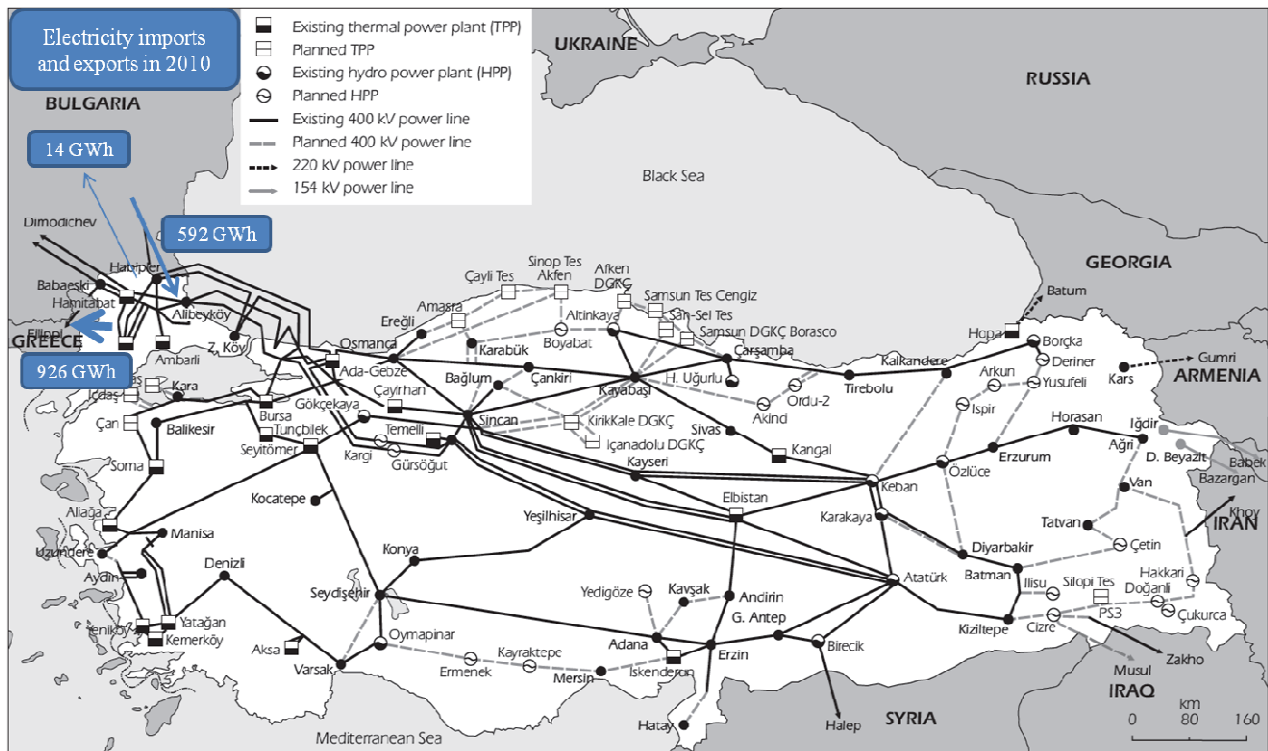 Electricity imports
and exports in 2010
Existing thermal power plant (TPP)
Planned TPP
Existing hydro power plant (HPP)
Planned HPP
Existing 400 kV power line
Planned 400 kV power line
220 kV power line
154 kV power line
UKRAINE
RUSSIA
BULGARIA
14 GWh
592 GWh
926 GWh
Black Sea
GEORGIA
ARMENIA
GREECE
IRAN
IRAQ
SYRIA
Mediterranean Sea
Dimodichev
Habipler
Babaeski
Hamitabat
Alibeyköy
Ambarli
Z. Köy
Kara
Çan
Balikesir
Soma
Aliağa
Manisa
Uzundere
Aydin
Denizli
Yeniköy
Yatağan
Kemerköy
Aksa
Varsak
Bursa
Tunçbilek
Seyitömer
Kocatepe
Gökçekaya
Osmanca
Ada-Gebze
Çayırhan
Temelli
Kargi
Gürsöğut
Ereğli
Amasra
Çayli Tes
Sinop Tes
Akfen
Afken
DGKÇ
Samsun Tes Cengiz
San-Sel Tes
Samsun DGKÇ Borasco
Altinkaya
Boyabat
Karabük
Bağlum
Çankiri
Kayabaşi
Sincan
KirikKale DGKÇ
Içanadolu DGKÇ
Çarşamba
H. Uğurlu
Ordu-2
Akind
Tirebolu
Kalkandere
Hopa
Batum
Borçka
Deriner
Yusufeli
Arkun
Ispir
Kars
Gumri
Horasan
Iğdir
Ağri
D. Beyazit
Babek
Bazargan
Khoy
Erzurum
Özlüce
Sivas
Kangal
Kayseri
Keban
Karakaya
Elbistan
Yeşilhisar
Konya
Seydişehir
Oymapinar
Ermenek
Kayraktepe
Mersin
Yedigöze
Kavşak
Andirin
Adana
G. Antep
Iskenderun
Erzin
Hatay
Birecik
Halep
Atatürk
Diyarbakir
Batman
Ilisu
Silopi Tes
PS3
Cizre
Kiziltepe
Van
Tatvan
Çetin
Hakkari
Doğanli
Çukurca
Zakho
Musul
km
0 80 160